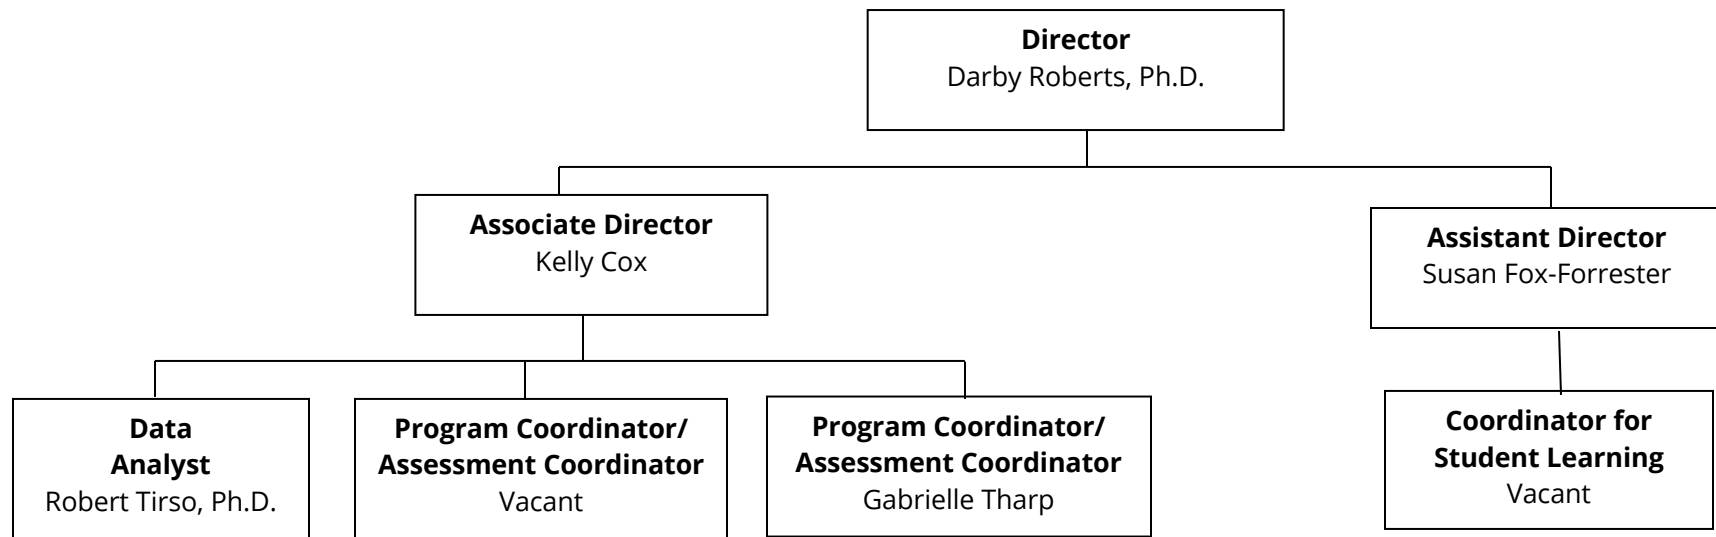 Director
Darby Roberts, Ph.D.
Associate Director
Kelly Cox
Assistant Director
Susan Fox-Forrester
Data
Analyst
Robert Tirso, Ph.D.
Program Coordinator/
Assessment Coordinator
Vacant
Program Coordinator/
Assessment Coordinator
Gabrielle Tharp
Coordinator for
Student Learning
Vacant